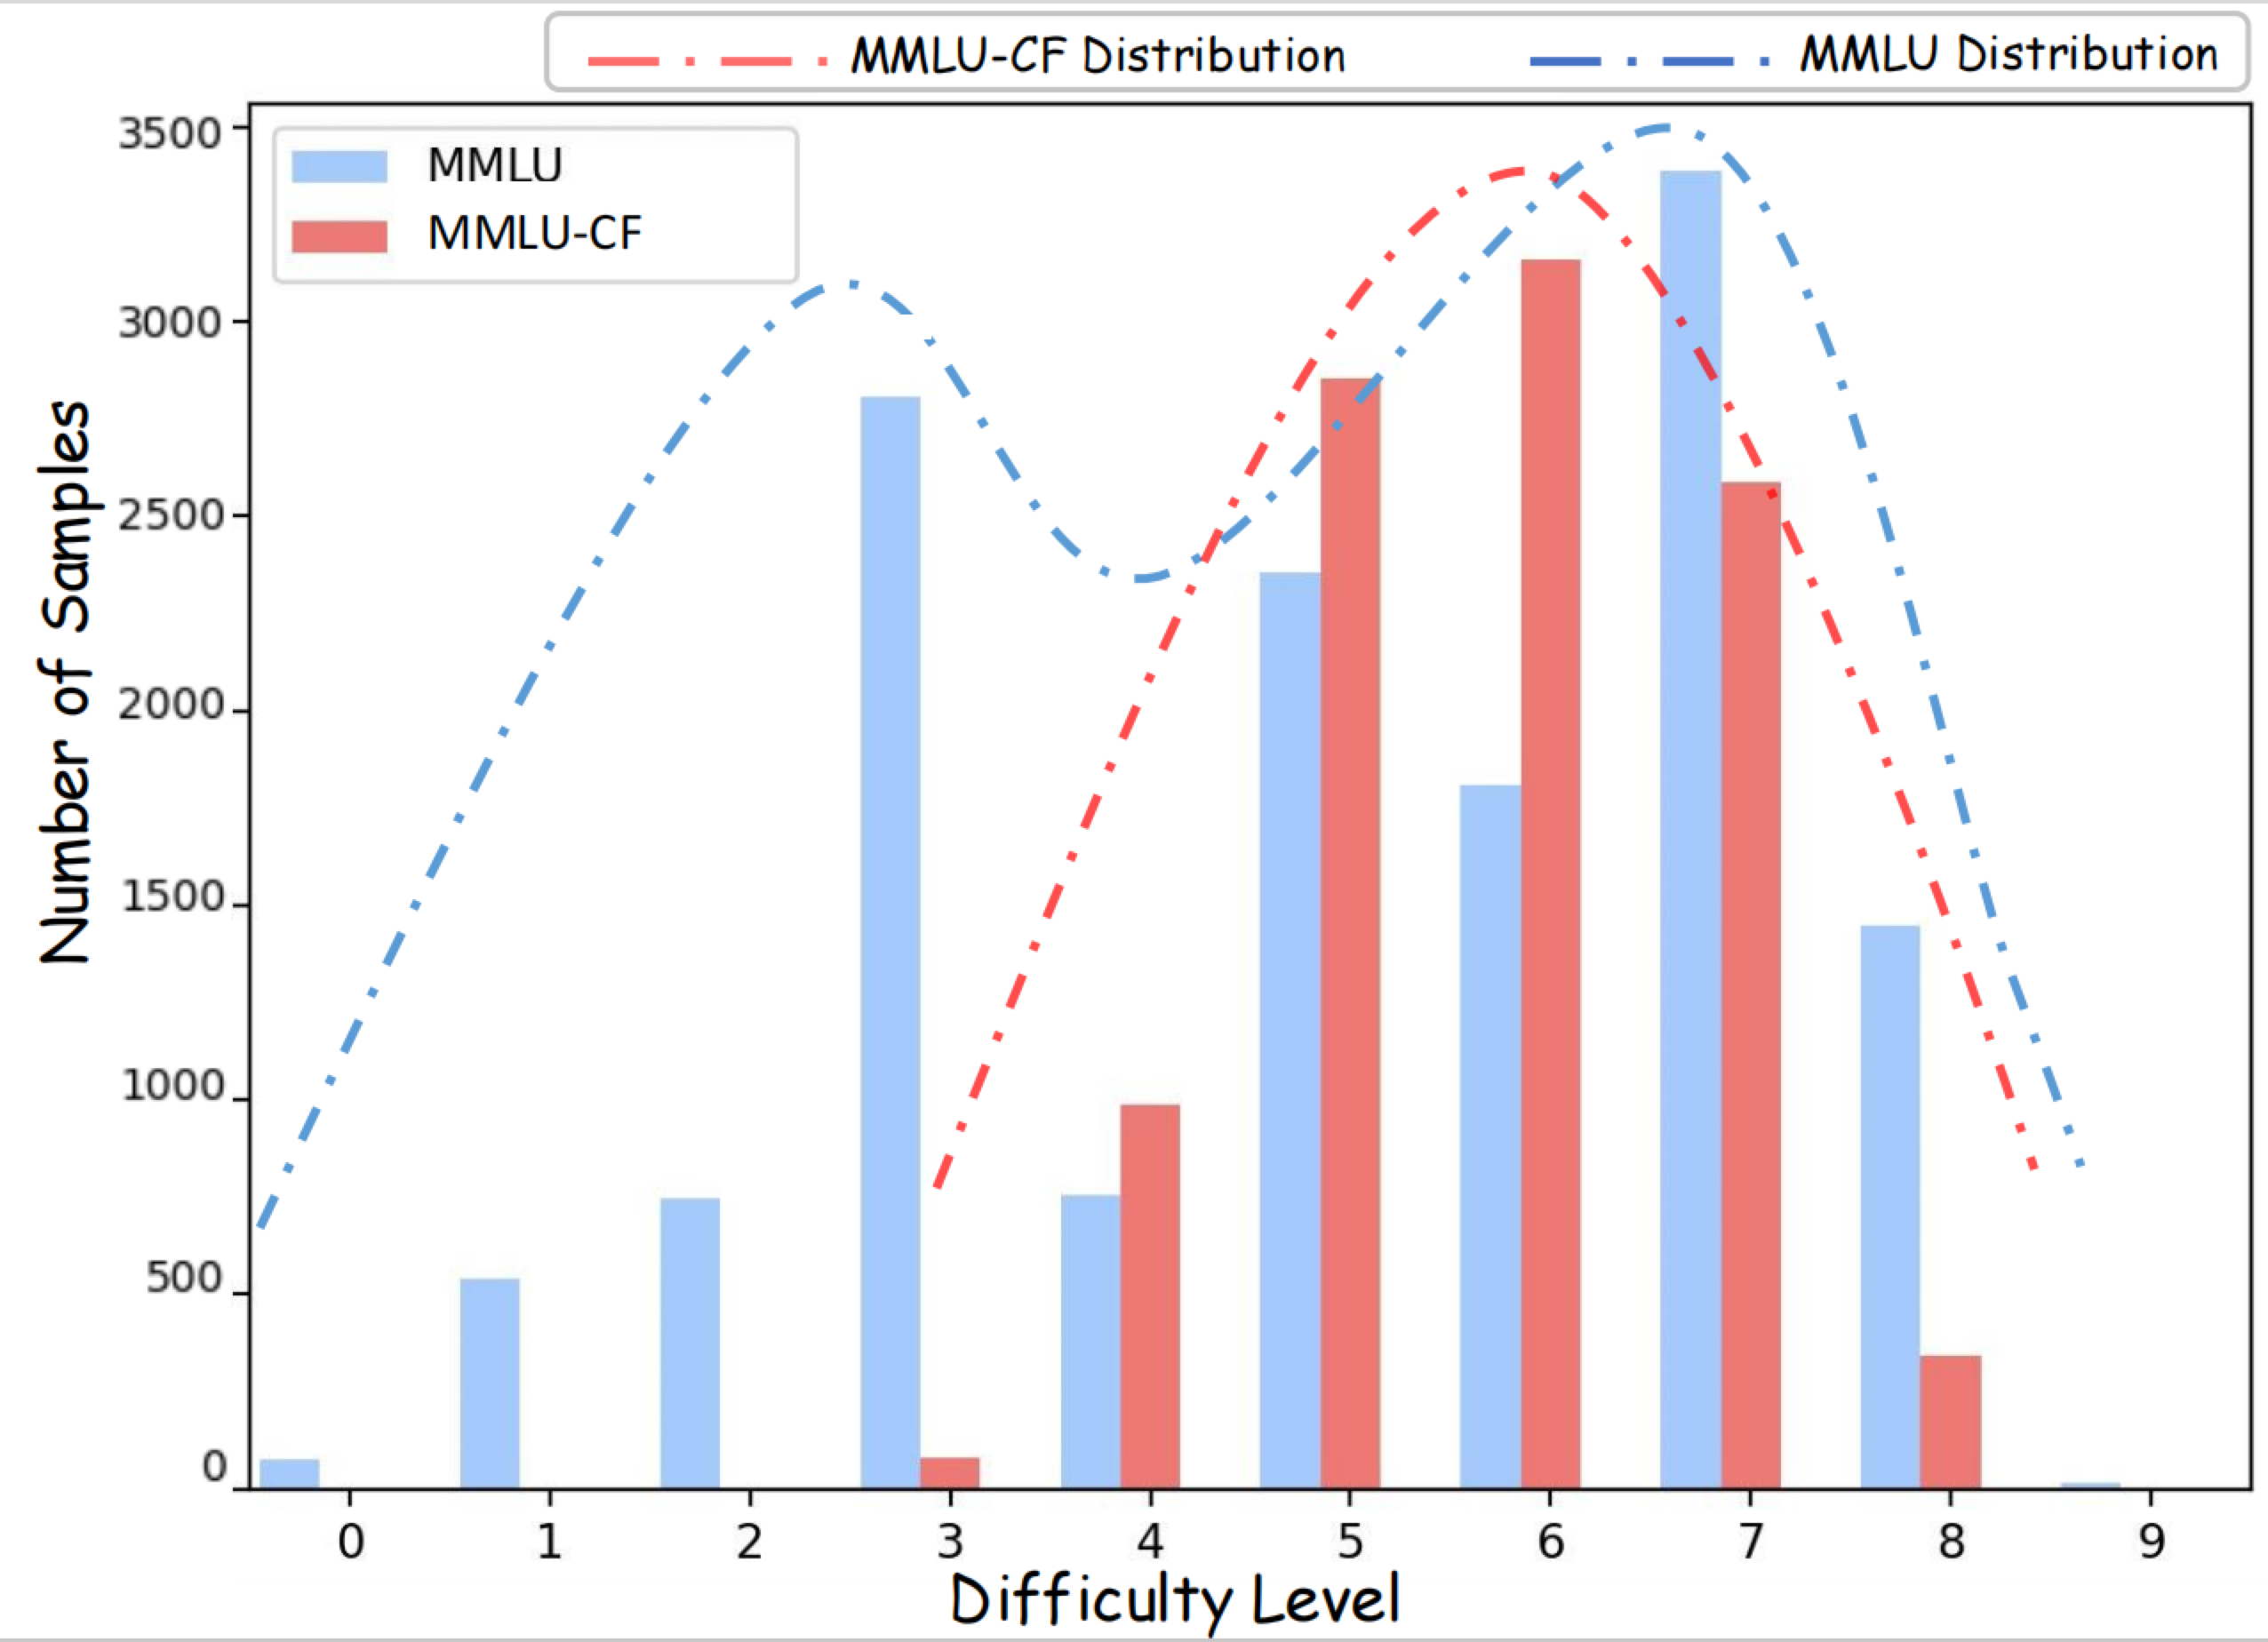 MMLU-CF Distribution
MMLU Distribution
MMLU
MMLU-CF
Number of Samples
3500
3000
2500
2000
1500
1000
500
0
0 1 2 3 4 5 6 7 8 9
Difficulty Level